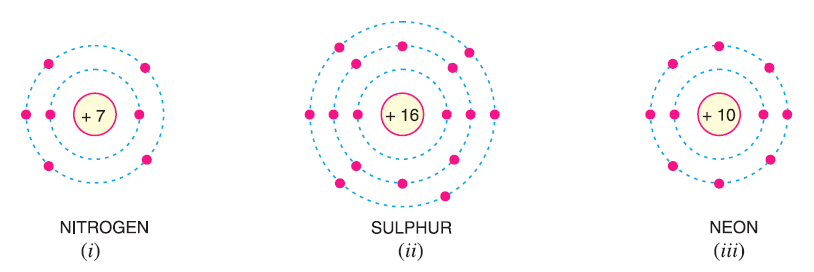 + 7
+ 16
+ 10
NITROGEN
SULPHUR
NEON
(i)
(ii)
(iii)